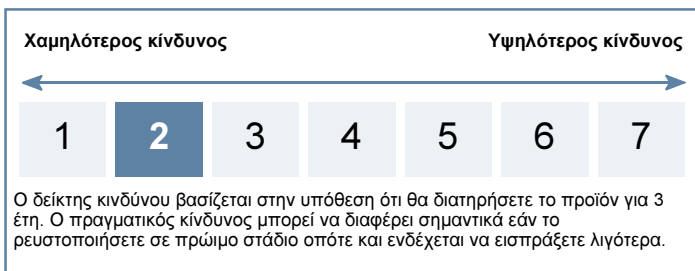 Χαμηλότερος κίνδυνος Υψηλότερος κίνδυνος
1 2 3 4 5 6 7
Ο δείκτης κινδύνου βασίζεται στην υπόθεση ότι θα διατηρήσετε το προϊόν για 3
έτη. Ο πραγματικός κίνδυνος μπορεί να διαφέρει σημαντικά εάν το
ρευστοποιήσετε σε πρώιμο στάδιο οπότε και ενδέχεται να εισπράξετε λιγότερα.